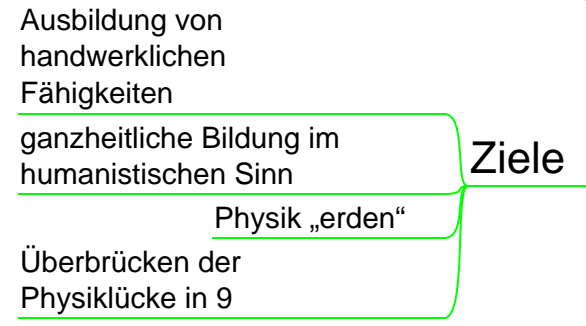 Ausbildung von
handwerklichen
Fähigkeiten
ganzheitliche Bildung im
humanistischen Sinn
Physik „erden“
Überbrücken der
Physiklücke in 9
Ziele